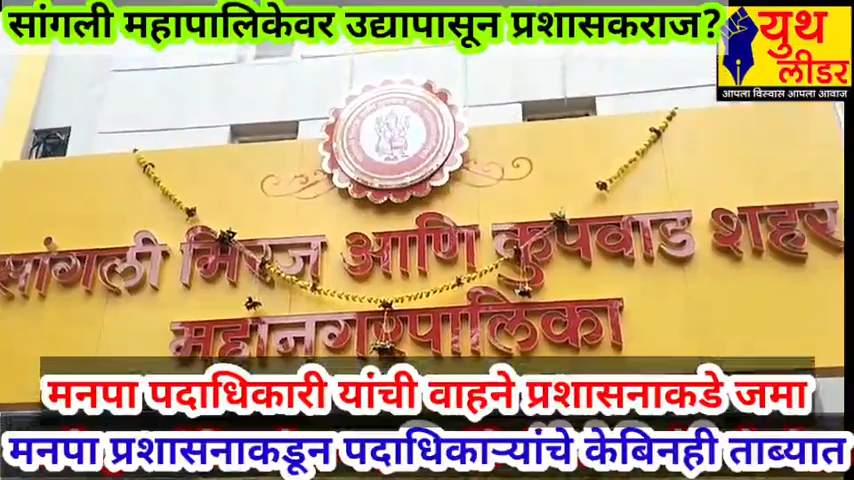 सांगली महापालिकेवर उद्यापासून प्रशासकराज?
युथ
लीडर
आपला विश्वास आपला आवाज
सांगली मिरज आणि कुपवाड शहर
महानगरपालिका
मनपा पदाधिकारी यांची वाहने प्रशासनाकडे जमा
मनपा प्रशासनाकडून पदाधिकाऱ्यांचे केबिनही ताब्यात